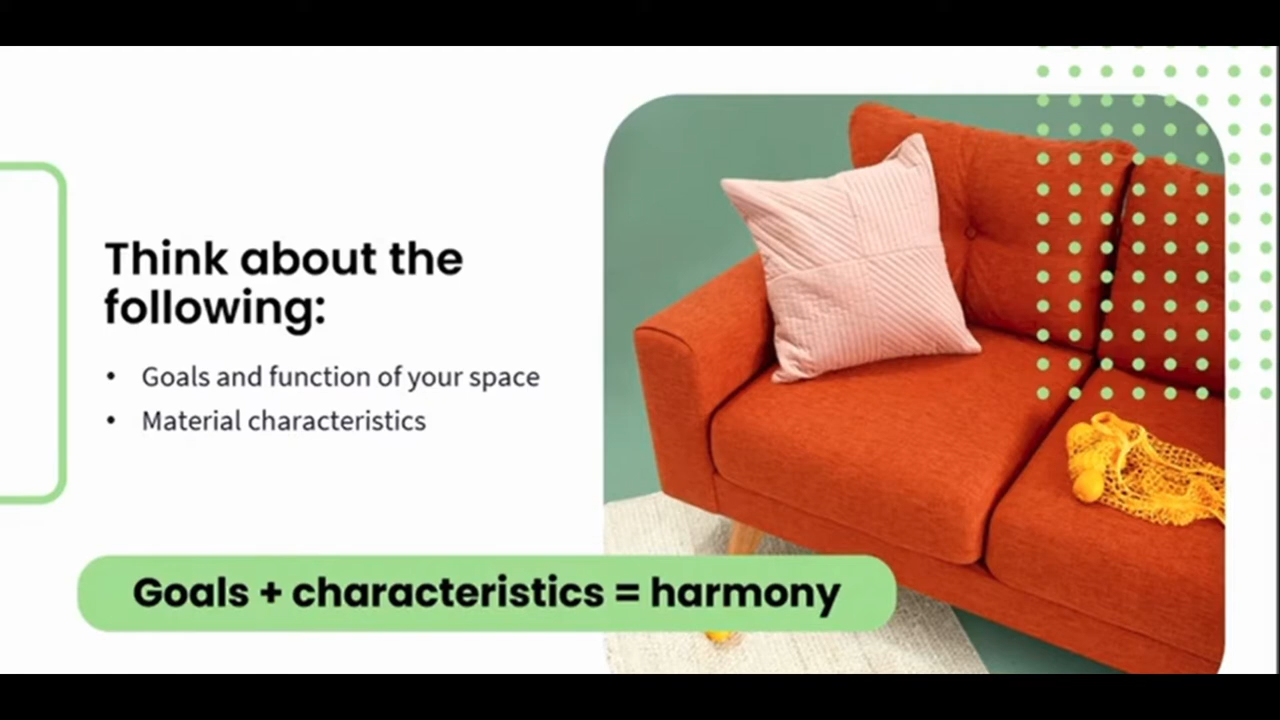 Think about the
following:
• Goals and function of your space
• Material characteristics
Goals + characteristics = harmony